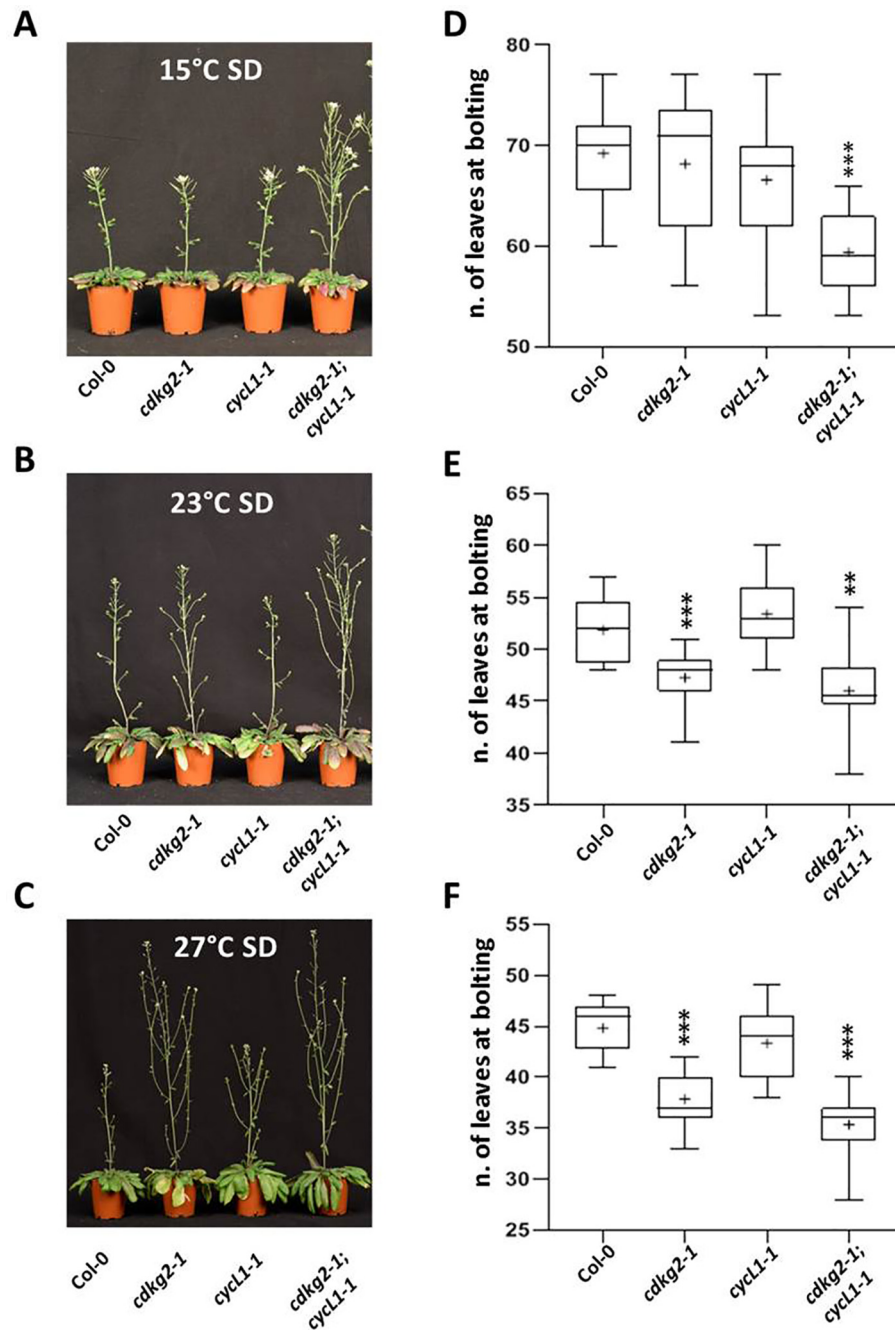 A
15°C SD
Col-0
cdkg2-1
cycL1-1
cdkg2-1;
cycL1-1
D
n. of leaves at bolting
80
70
60
50
***
Col-0
cdkg2-1
cycL1-1
cdkg2-1;
cycL1-1
B
23°C SD
Col-0
cdkg2-1
cycL1-1
cdkg2-1;
cycL1-1
E
n. of leaves at bolting
65
60
55
50
45
40
35
***
**
Col-0
cdkg2-1
cycL1-1
cdkg2-1;
cycL1-1
C
27°C SD
Col-0
cdkg2-1
cycL1-1
cdkg2-1;
cycL1-1
F
n. of leaves at bolting
55
50
45
40
35
30
25
***
***
Col-0
cdkg2-1
cycL1-1
cdkg2-1;
cycL1-1